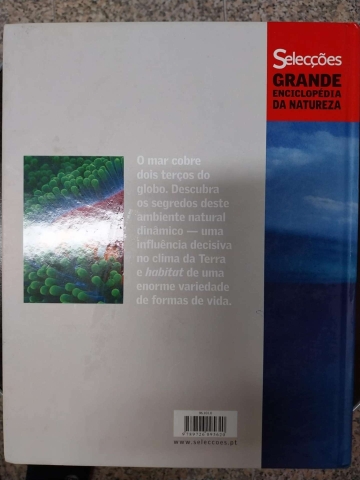 Selecções
GRANDE
ENCICLOPÉDIA
DA NATUREZA
O mar cobre
dois terços do
globo. Descubra
os segredos deste
ambiente natural
dinâmico — uma
influência decisiva
no clima da Terra
e habitat de uma
enorme variedade
de formas de vida.
www.seleccoes.pt